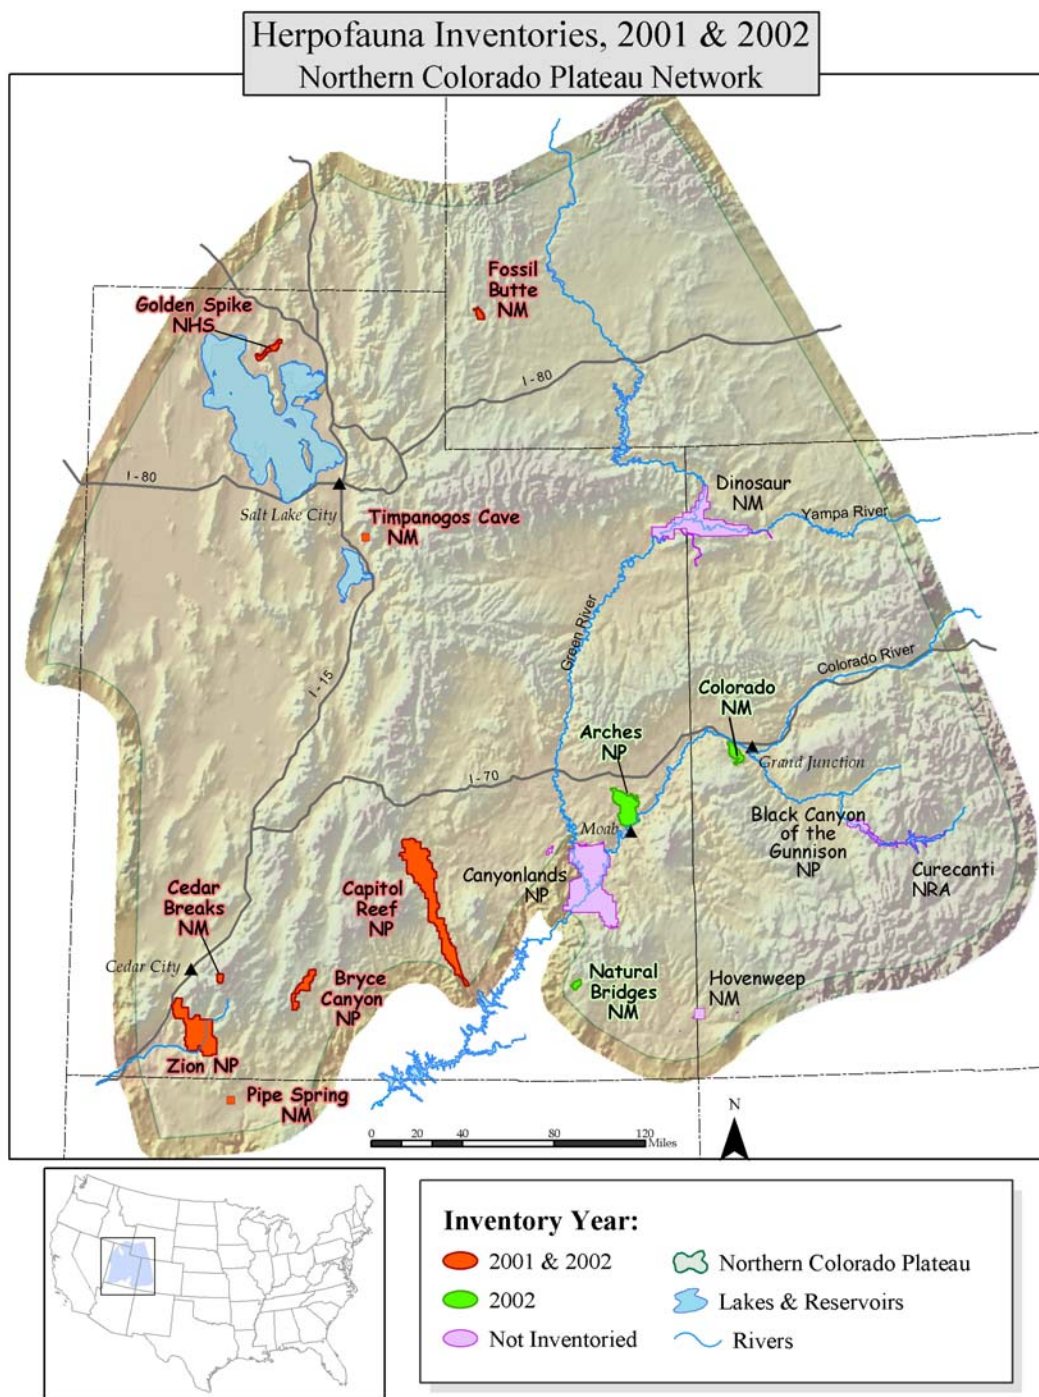 Herpofauna Inventories, 2001 & 2002
Northern Colorado Plateau Network
Fossil
Butte
NM
Golden Spike
NHS
I - 80
I - 80
Salt Lake City
Timpanogos Cave
NM
Dinosaur
NM
Yampa River
Green River
Colorado River
I - 15
Colorado
NM
Arches
NP
Grand Junction
I - 70
Moab
Black Canyon
of the
Gunnison
NP
Curecanti
NRA
Canyonlands
NP
Capitol
Reef
NP
Cedar
Breaks
NM
Cedar City
Bryce
Canyon
NP
Natural
Bridges
NM
Hovenweep
NM
Zion NP
Pipe Spring
NM
N
0 20 40 80 120
Miles
Inventory Year:
2001 & 2002
2002
Not Inventoried
Northern Colorado Plateau
Lakes & Reservoirs
Rivers